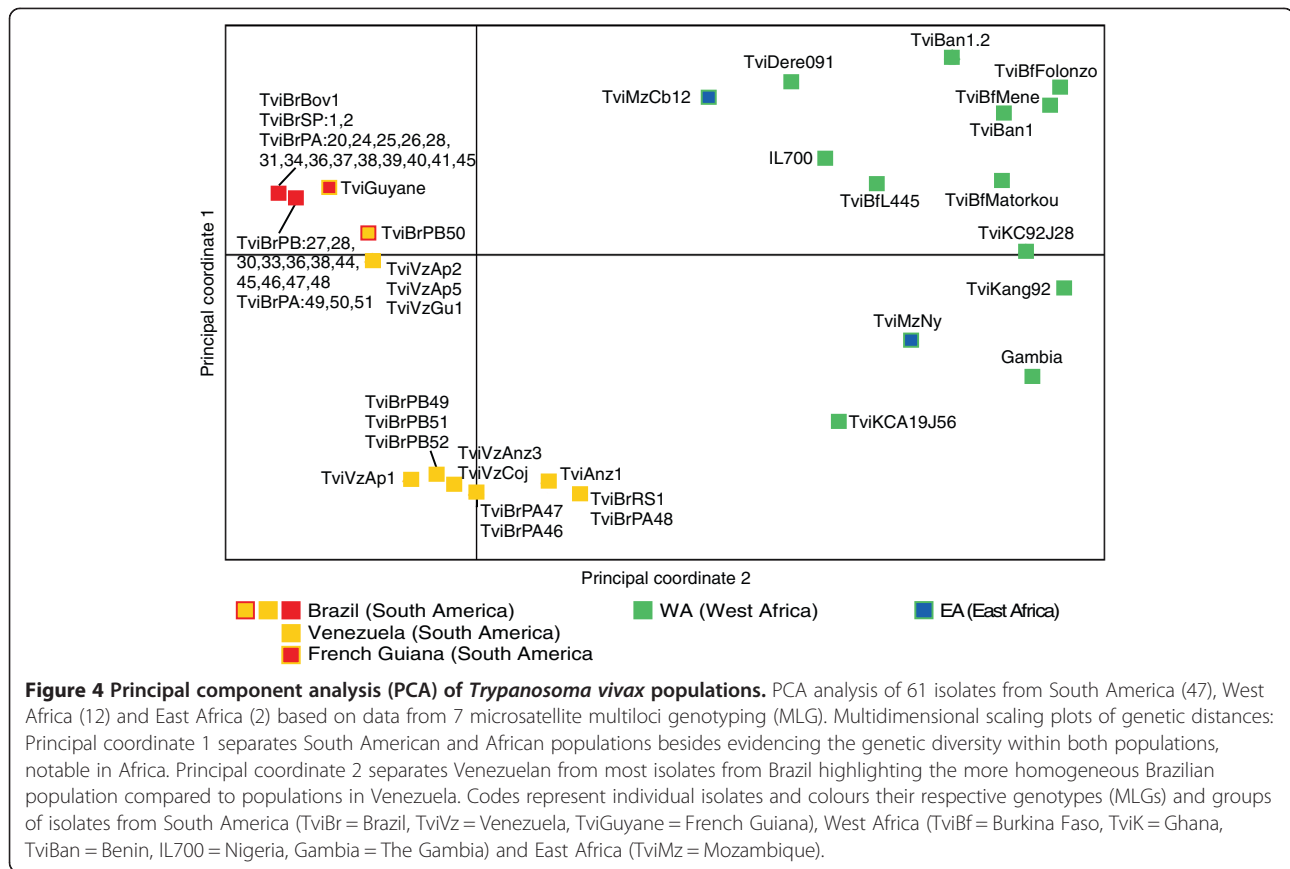 TviBan1.2
TviDere091
TviBfFolonzo
TviMzCb12
TviBfMene
TviBrBov1
TviBrSP:1,2
TviBrPA:20,24,25,26,28,
31,34,36,37,38,39,40,41,45
TviBan1
IL700
TviGuyane
TviBfL445
TviBfMatorkou
TviBrPB50
TviKC92J28
TviBrPB:27,28,
30,33,36,38,44,
45,46,47,48
TviBrPA:49,50,51
TviVzAp2
TviVzAp5
TviVzGu1
TviKang92
TviMzNy
Gambia
TviBrPB49
TviBrPB51
TviBrPB52
TviKCA19J56
TviVzAnz3
TviVzCoj
TviVzAp1
TviAnz1
TviBrRS1
TviBrPA48
TviBrPA47
TviBrPA46
Principal coordinate 1
Principal coordinate 2
Brazil (South America)
WA (West Africa)
EA (East Africa)
Venezuela (South America)
French Guiana (South America
Figure 4 Principal component analysis (PCA) of Trypanosoma vivax populations. PCA analysis of 61 isolates from South America (47), West
Africa (12) and East Africa (2) based on data from 7 microsatellite multiloci genotyping (MLG). Multidimensional scaling plots of genetic distances:
Principal coordinate 1 separates South American and African populations besides evidencing the genetic diversity within both populations,
notable in Africa. Principal coordinate 2 separates Venezuelan from most isolates from Brazil highlighting the more homogeneous Brazilian
population compared to populations in Venezuela. Codes represent individual isolates and colours their respective genotypes (MLGs) and groups
of isolates from South America (TviBr = Brazil, TviVz = Venezuela, TviGuyane = French Guiana), West Africa (TviBf = Burkina Faso, TviK = Ghana,
TviBan = Benin, IL700 = Nigeria, Gambia = The Gambia) and East Africa (TviMz = Mozambique).